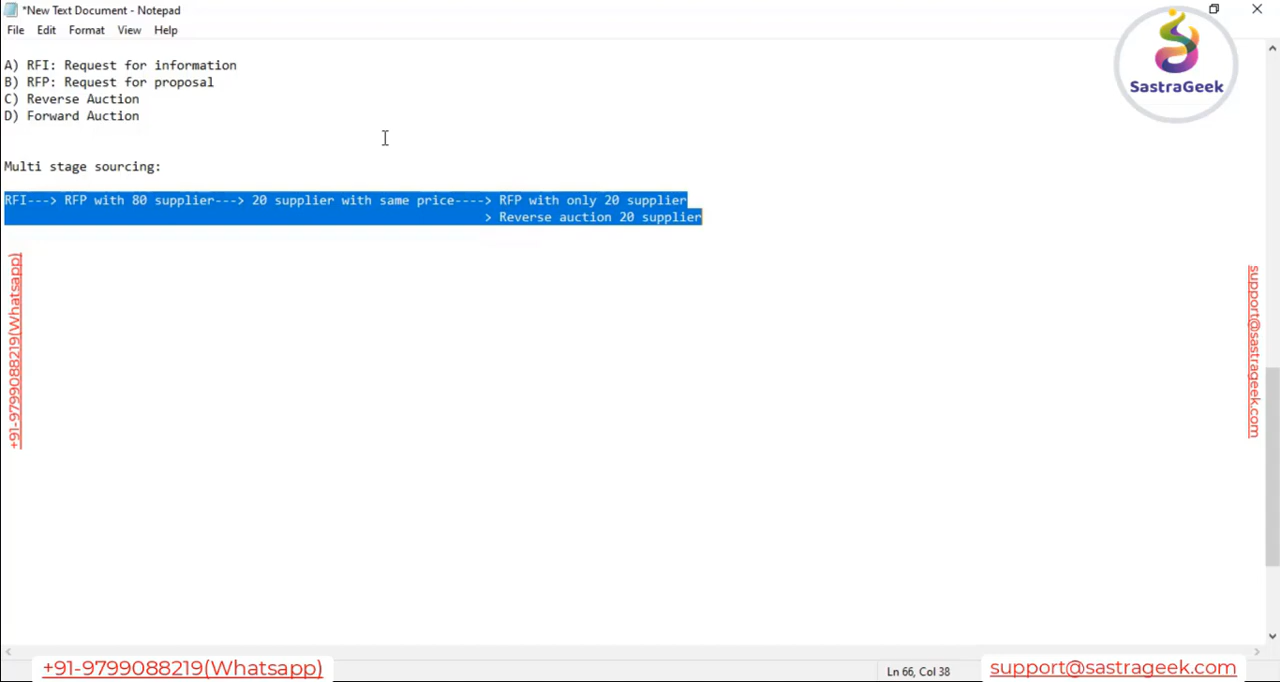 *New Text Document - Notepad
File Edit Format View Help
SastraGeek
A) RFI: Request for information
B) RFP: Request for proposal
C) Reverse Auction
D) Forward Auction
Multi stage sourcing:
RFI---> RFP with 80 supplier---> 20 supplier with same price----> RFP with only 20 supplier
> Reverse auction 20 supplier
+91-9799088219(Whatsapp)
support@sastrageek.com
+91-9799088219(Whatsapp)
Ln 66, Col 38
support@sastrageek.com